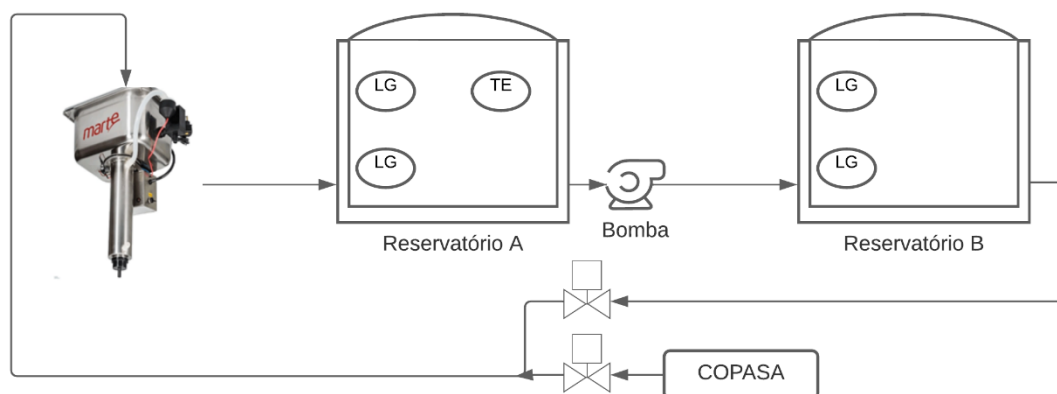 marte
LG
TE
LG
LG
LG
Bomba
Reservatório A
Reservatório B
COPASA